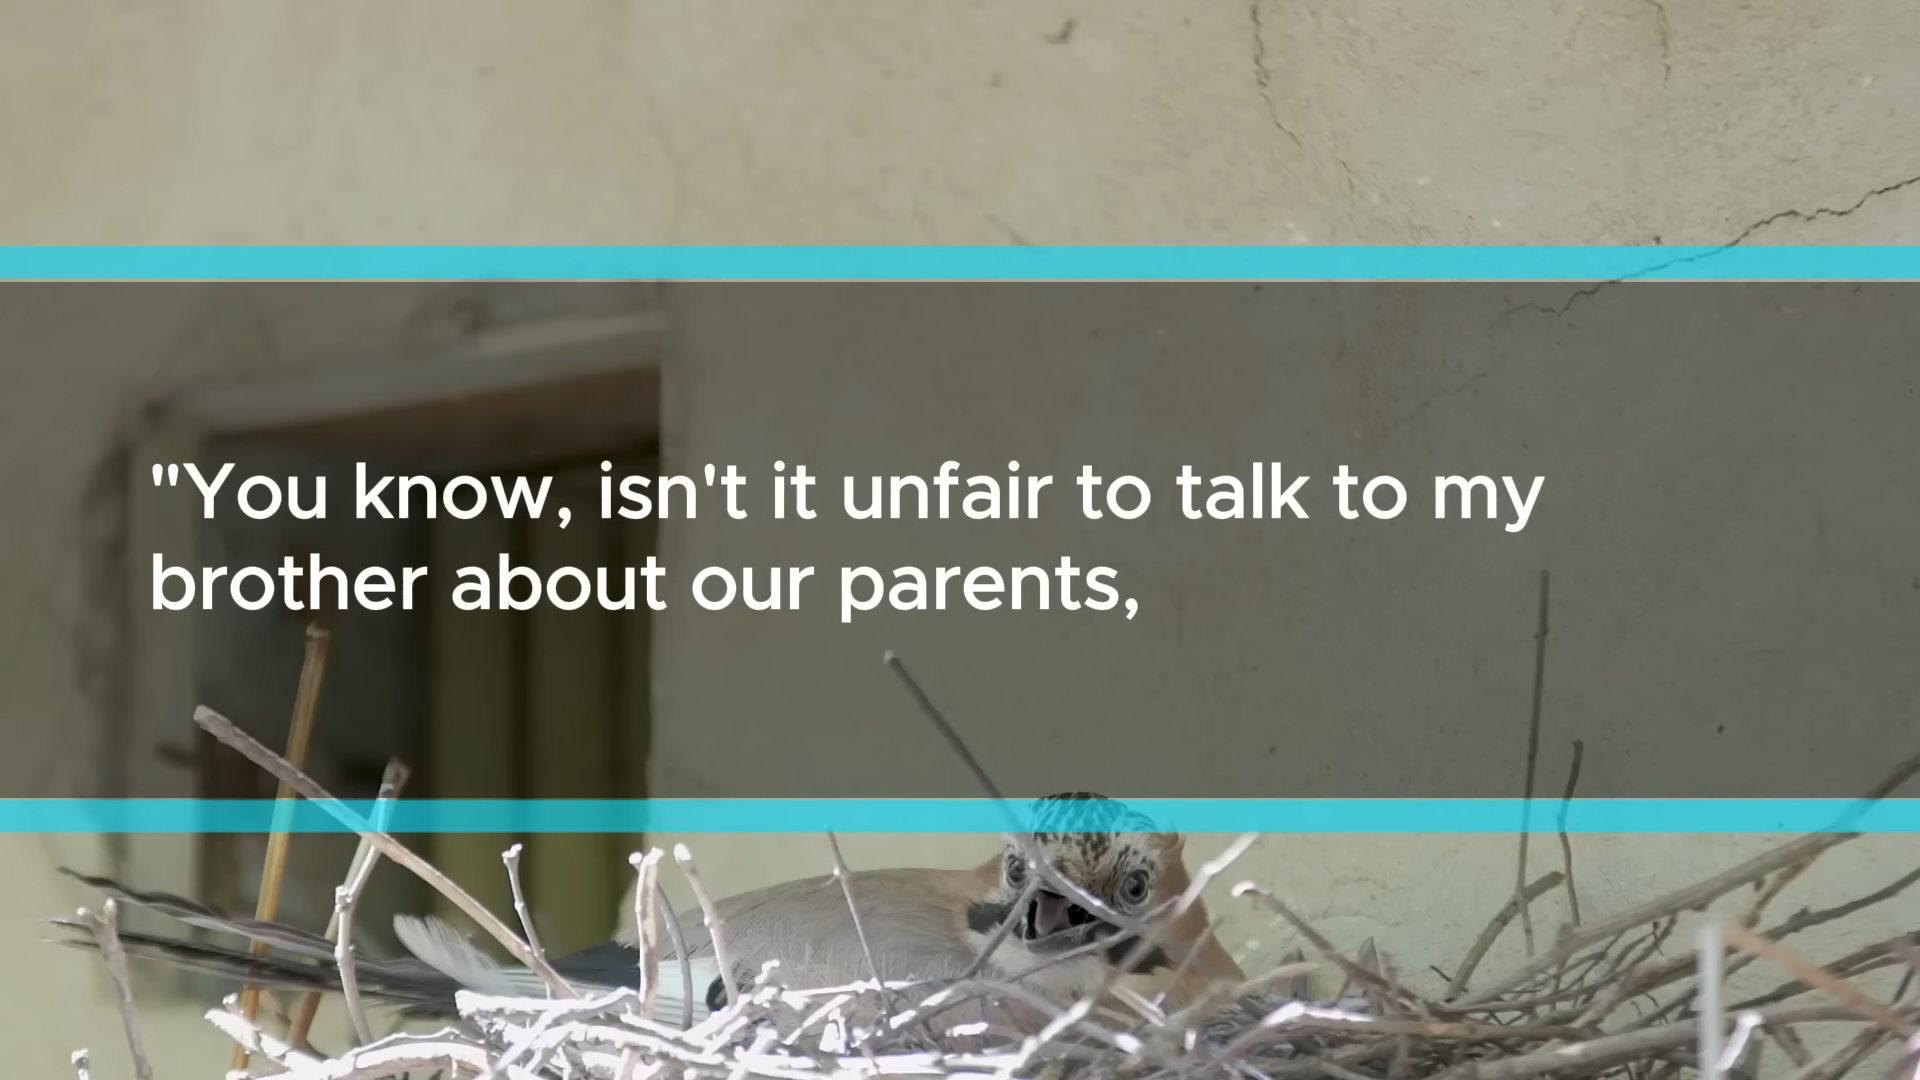 "You know, isn't it unfair to talk to my
brother about our parents,